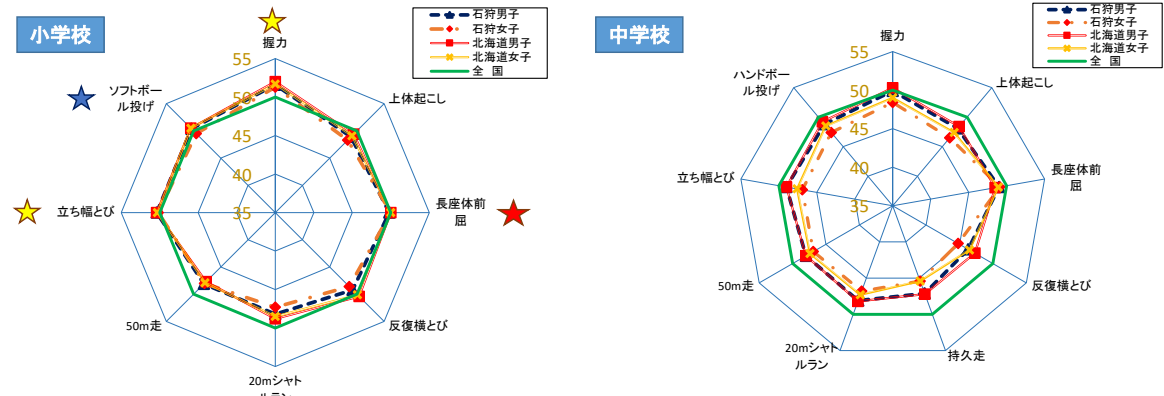 小学校
石狩男子
石狩女子
北海道男子
北海道女子
全 国
握力
上体起こし
長座体前
屈
反復横とび
20mシャト
ルラン
50m走
立ち幅とび
ソフトボー
ル投げ
55
45
40
35
中学校
石狩男子
石狩女子
北海道男子
北海道女子
全 国
握力
上体起こし
長座体前
屈
反復横とび
持久走
20mシャト
ルラン
50m走
立ち幅とび
ハンドボー
ル投げ
55
50
45
40
35